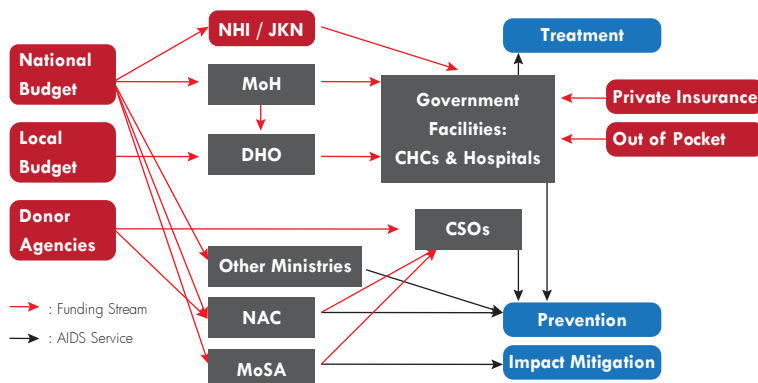 NHI / JKN
Treatment
National
Budget
MoH
Government
Facilities:
CHCs & Hospitals
Private Insurance
Local
Budget
DHO
Out of Pocket
Donor
Agencies
CSOs
Other Ministries
: Funding Stream
NAC
Prevention
: AIDS Service
MoSA
Impact Mitigation